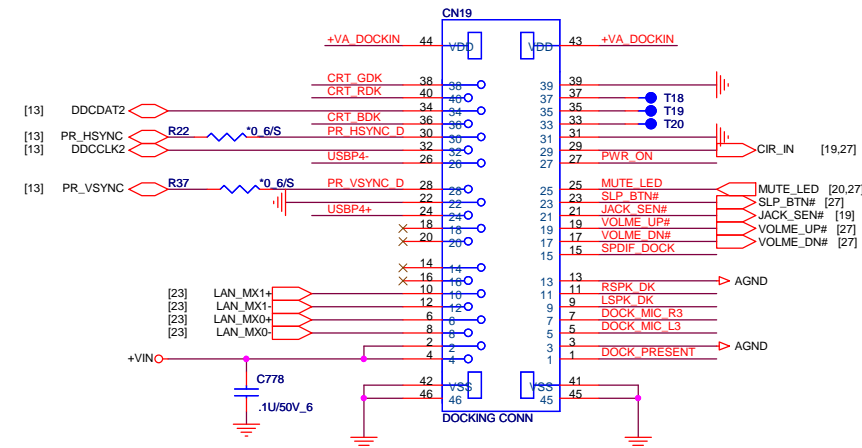 CN19
+VA_DOCKIN 44 VDD VDD 43 +VA_DOCKIN
CRT_GDK 38 38 39 39
CRT_RDK 40 40 37 37 T18
[13] DDCDAT2 34 34 35 35 T19
CRT_BDK 36 36 33 33 T20
[13] PR_HSYNC R22 *0_6/S PR_HSYNC_D 30 30 31 31
[13] DDCCLK2 32 32 29 29 CIR_IN [19,27]
USBP4- 26 26 27 27 PWR_ON
[13] PR_VSYNC R37 *0_6/S PR_VSYNC_D 28 28 25 25 MUTE_LED MUTE_LED [20,27]
22 22 23 23 SLP_BTN# SLP_BTN# [27]
USBP4+ 24 24 21 21 JACK_SEN# JACK_SEN# [19]
18 18 19 19 VOLME_UP# VOLME_UP# [27]
20 20 17 17 VOLME_DN# VOLME_DN# [27]
15 15 SPDIF_DOCK
14 14 13 13 AGND
16 16
[23] LAN_MX1+ 10 10 11 11 RSPK_DK
[23] LAN_MX1- 12 12 9 9 LSPK_DK
[23] LAN_MX0+ 6 6 7 7 DOCK_MIC_R3
[23] LAN_MX0- 8 8 5 5 DOCK_MIC_L3
2 2 3 3 AGND
+VIN 4 4 1 1 DOCK_PRESENT
C778
.1U/50V_6
42 VSS VSS 41
46 46 45 45
DOCKING CONN